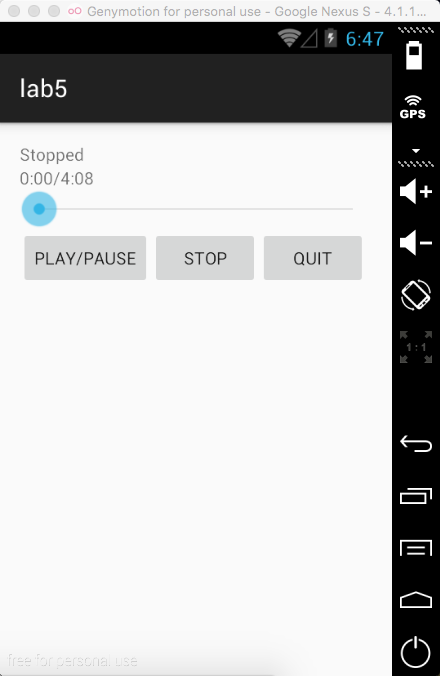 Genymotion for personal use - Google Nexus S - 4.1.1...
6:47
lab5
GPS
Stopped
0:00/4:08
PLAY/PAUSE STOP QUIT
1:1
free for personal use